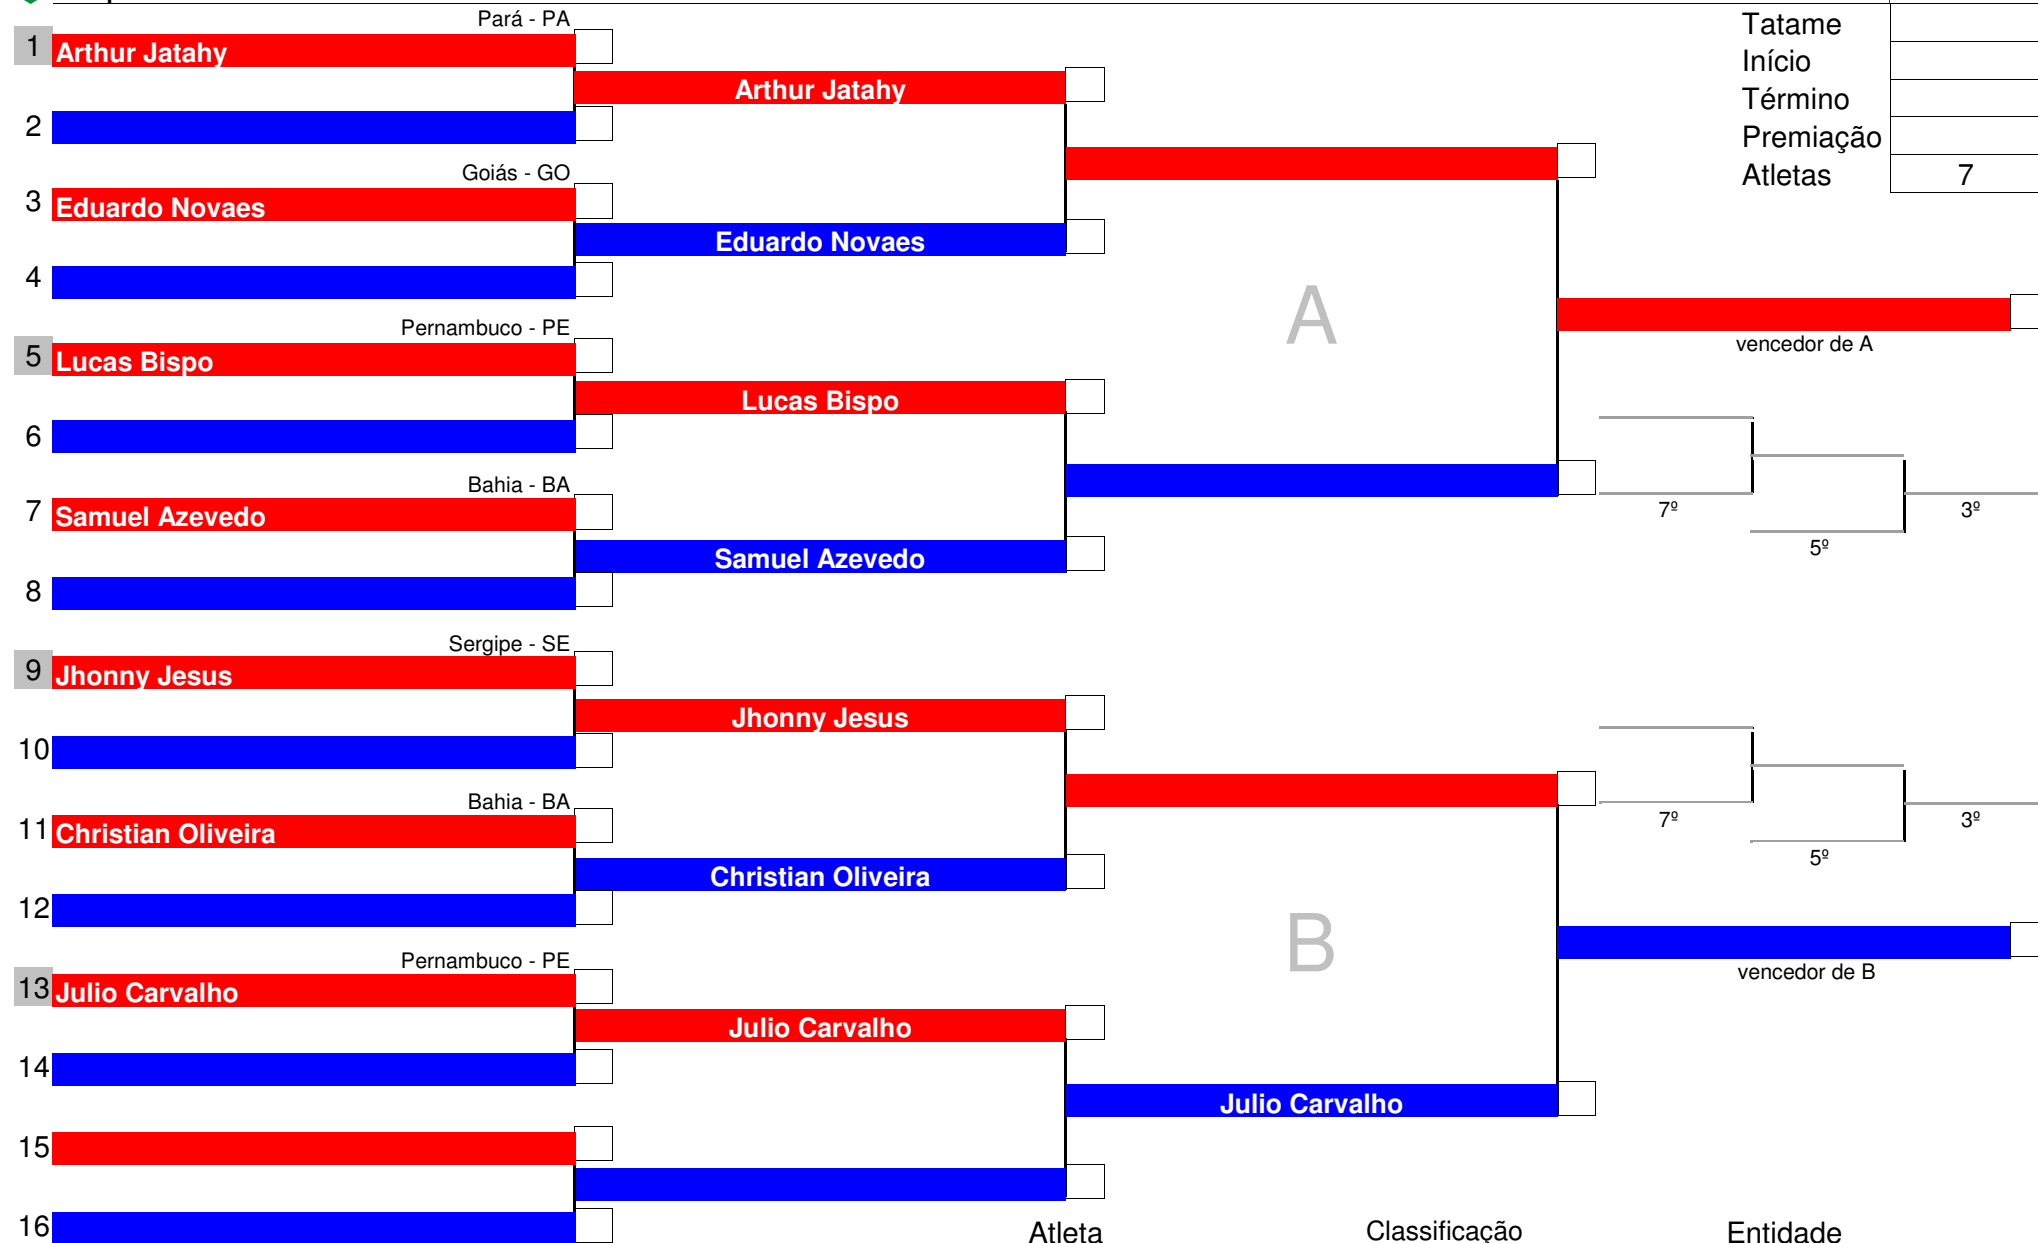 Pará - PA
1 Arthur Jatahy
Arthur Jatahy
2
Goiás - GO
3 Eduardo Novaes
Eduardo Novaes
4
Pernambuco - PE
5 Lucas Bispo
Lucas Bispo
6
Bahia - BA
7 Samuel Azevedo
Samuel Azevedo
8
A
Sergipe - SE
9 Jhonny Jesus
Jhonny Jesus
10
Bahia - BA
11 Christian Oliveira
Christian Oliveira
12
Pernambuco - PE
13 Julio Carvalho
Julio Carvalho
14
Julio Carvalho
15
16
B
Tatame
Início
Término
Premiação
Atletas 7
vencedor de A
7º
3º
5º
7º
3º
5º
vencedor de B
Atleta Classificação Entidade